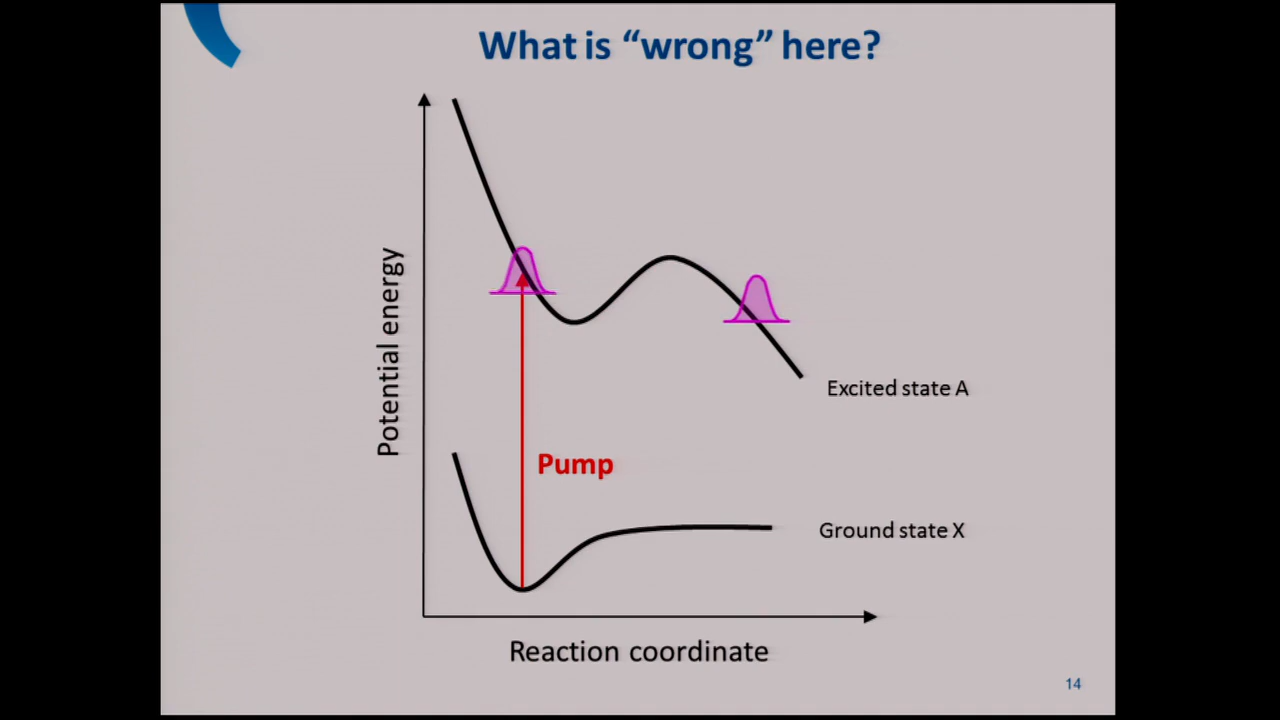 What is “wrong” here?
Potential energy
Excited state A
Pump
Ground state X
Reaction coordinate
14